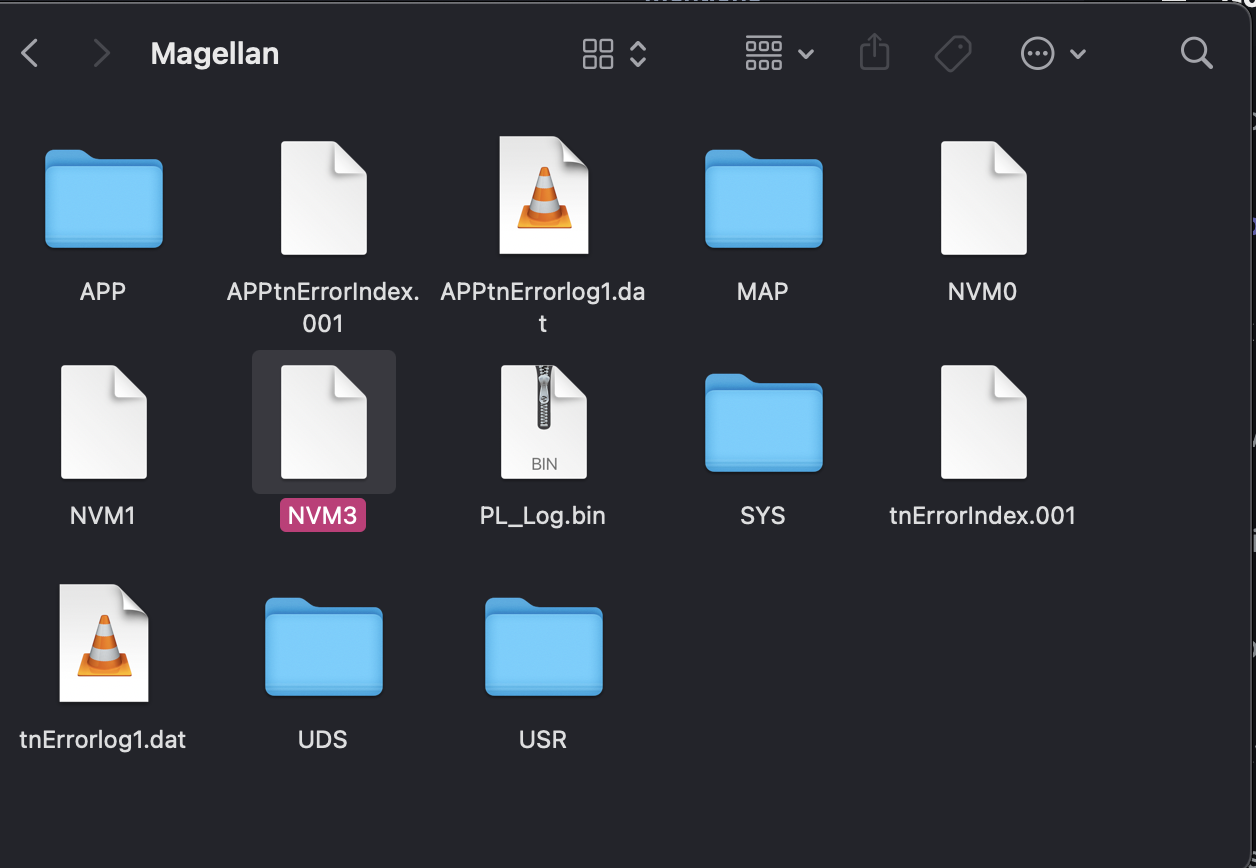 Magellan
APP
APPtnErrorIndex.
001
APPtnErrorlog1.da
t
MAP
NVM0
NVM1
NVM3
BIN
PL_Log.bin
SYS
tnErrorIndex.001
tnErrorlog1.dat
UDS
USR